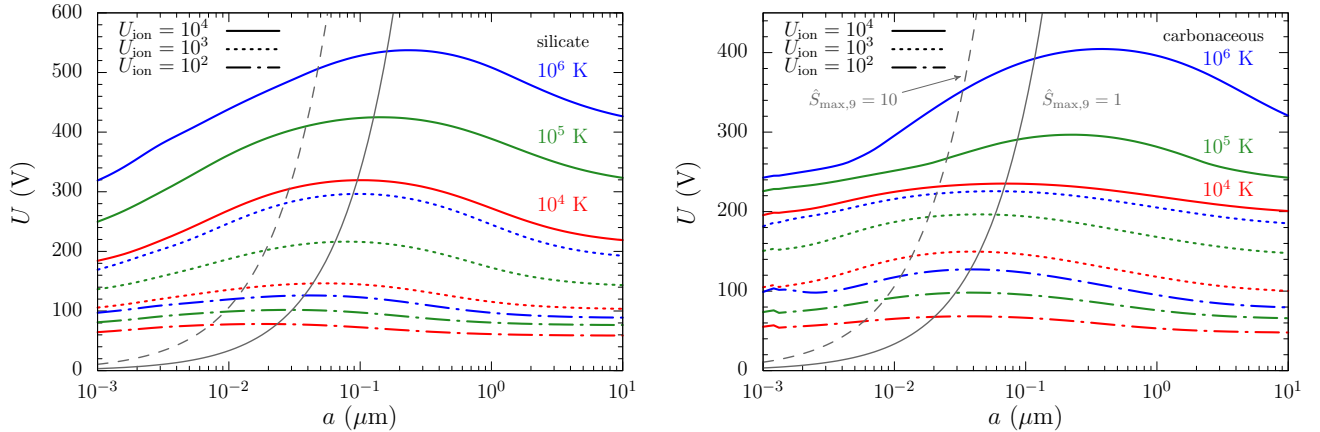 600
500
400
300
200
100
0
U (V)
U_ion = 10^4
U_ion = 10^3
U_ion = 10^2
silicate
10^6 K
10^5 K
10^4 K
10^−3 10^−2 10^−1 10^0 10^1
a (μm)
400
300
200
100
0
U (V)
U_ion = 10^4
U_ion = 10^3
U_ion = 10^2
carbonaceous
10^6 K
Ŝ_max,9 = 10
Ŝ_max,9 = 1
10^5 K
10^4 K
10^−3 10^−2 10^−1 10^0 10^1
a (μm)